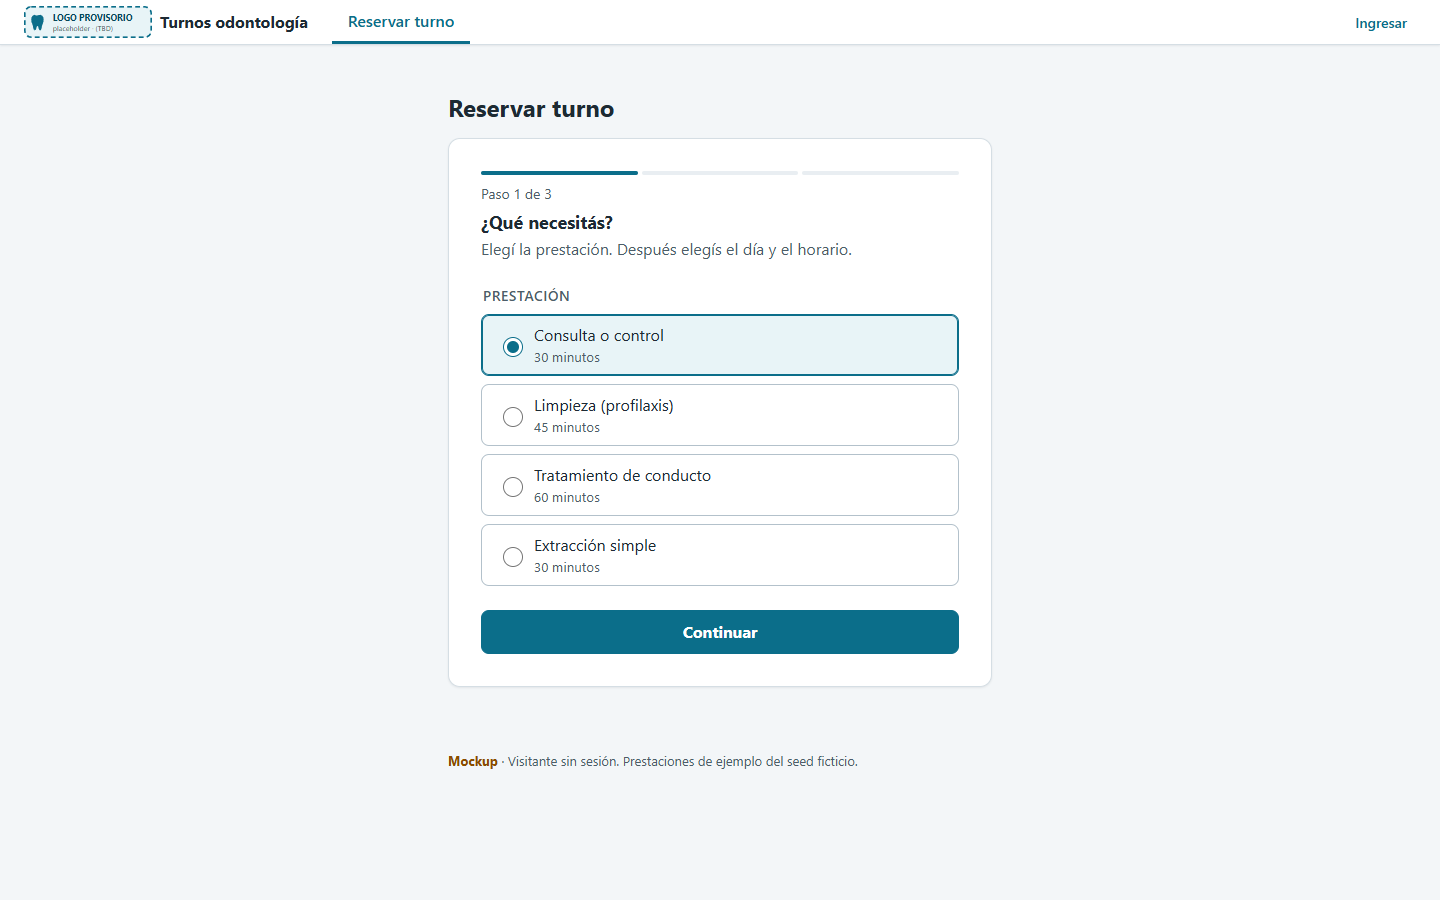 LOGO PROVISORIO
placeholder · (TBD)
Turnos odontología
Reservar turno
Ingresar
Reservar turno
Paso 1 de 3
¿Qué necesitás?
Elegí la prestación. Después elegís el día y el horario.
PRESTACIÓN
Consulta o control
30 minutos
Limpieza (profilaxis)
45 minutos
Tratamiento de conducto
60 minutos
Extracción simple
30 minutos
Continuar
Mockup · Visitante sin sesión. Prestaciones de ejemplo del seed ficticio.